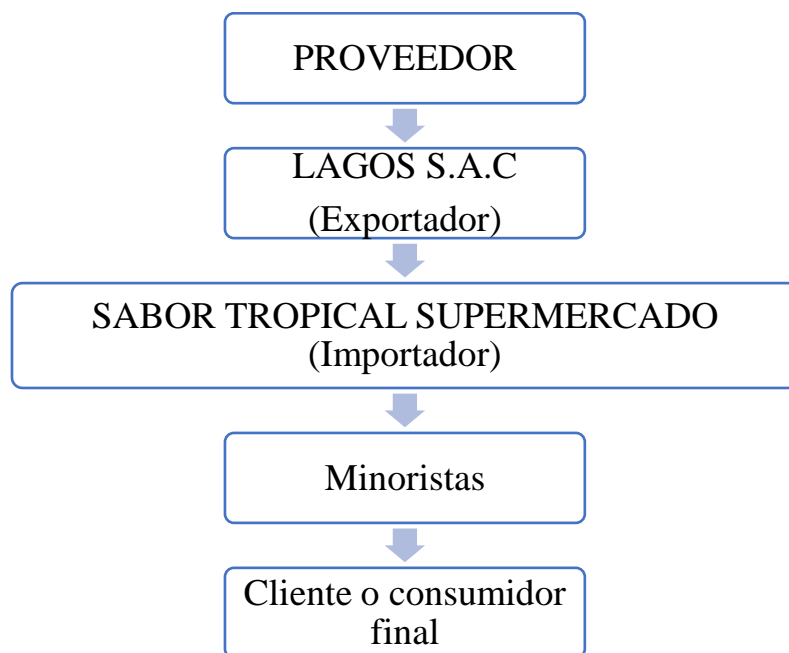 PROVEEDOR
LAGOS S.A.C
(Exportador)
SABOR TROPICAL SUPERMERCADO
(Importador)
Minoristas
Cliente o consumidor
final